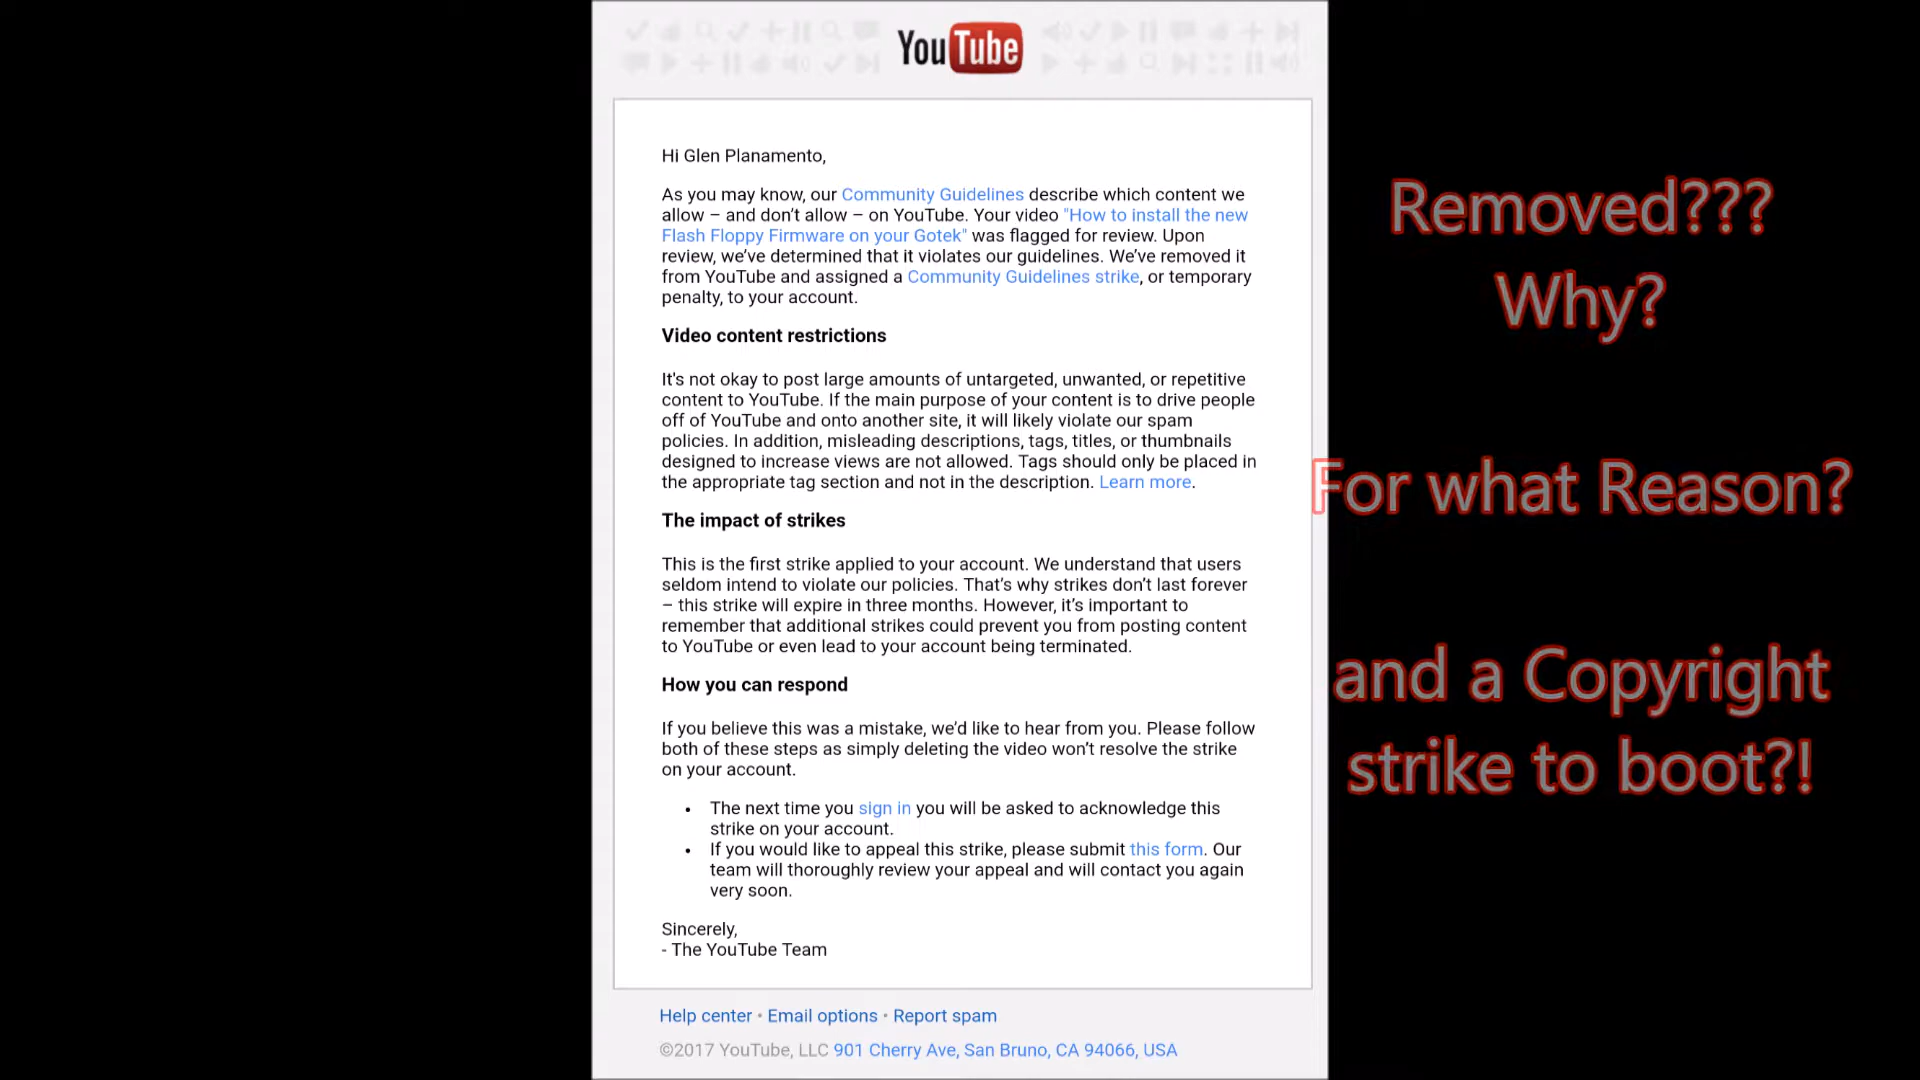 YouTube
Hi Glen Planamento,
As you may know, our Community Guidelines describe which content we
allow – and don't allow – on YouTube. Your video "How to install the new
Flash Floppy Firmware on your Gotek" was flagged for review. Upon
review, we've determined that it violates our guidelines. We've removed it
from YouTube and assigned a Community Guidelines strike, or temporary
penalty, to your account.
Video content restrictions
It's not okay to post large amounts of untargeted, unwanted, or repetitive
content to YouTube. If the main purpose of your content is to drive people
off of YouTube and onto another site, it will likely violate our spam
policies. In addition, misleading descriptions, tags, titles, or thumbnails
designed to increase views are not allowed. Tags should only be placed in
the appropriate tag section and not in the description. Learn more.
The impact of strikes
This is the first strike applied to your account. We understand that users
seldom intend to violate our policies. That's why strikes don't last forever
– this strike will expire in three months. However, it's important to
remember that additional strikes could prevent you from posting content
to YouTube or even lead to your account being terminated.
How you can respond
If you believe this was a mistake, we'd like to hear from you. Please follow
both of these steps as simply deleting the video won't resolve the strike
on your account.
• The next time you sign in you will be asked to acknowledge this
strike on your account.
• If you would like to appeal this strike, please submit this form. Our
team will thoroughly review your appeal and will contact you again
very soon.
Sincerely,
- The YouTube Team
Help center • Email options • Report spam
©2017 YouTube, LLC 901 Cherry Ave, San Bruno, CA 94066, USA
Removed???
Why?
For what Reason?
and a Copyright
strike to boot?!